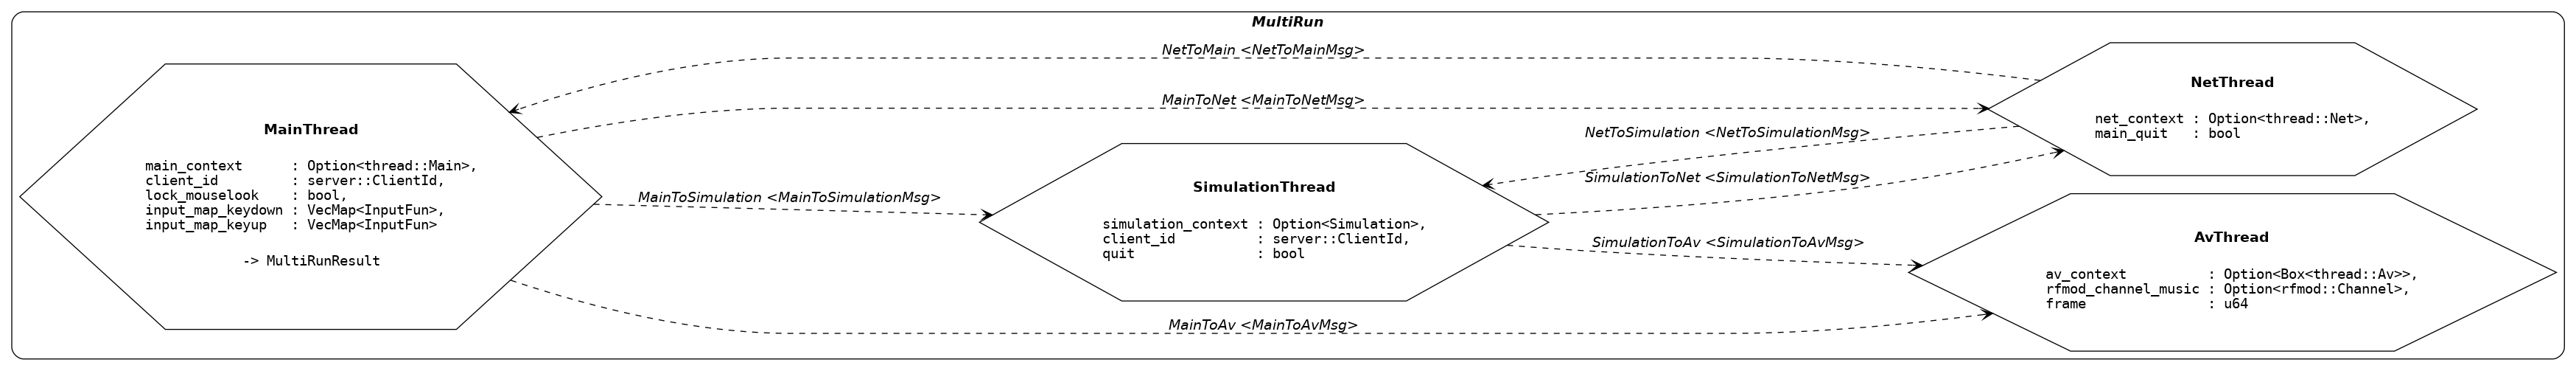 MultiRun
NetToMain <NetToMainMsg>
MainToNet <MainToNetMsg>
MainThread
main_context      : Option<thread::Main>,
client_id         : server::ClientId,
lock_mouselook    : bool,
input_map_keydown : VecMap<InputFun>,
input_map_keyup   : VecMap<InputFun>
-> MultiRunResult
MainToSimulation <MainToSimulationMsg>
MainToAv <MainToAvMsg>
SimulationThread
simulation_context : Option<Simulation>,
client_id          : server::ClientId,
quit               : bool
NetToSimulation <NetToSimulationMsg>
SimulationToNet <SimulationToNetMsg>
SimulationToAv <SimulationToAvMsg>
NetThread
net_context : Option<thread::Net>,
main_quit   : bool
AvThread
av_context          : Option<Box<thread::Av>>,
rfmod_channel_music : Option<rfmod::Channel>,
frame               : u64